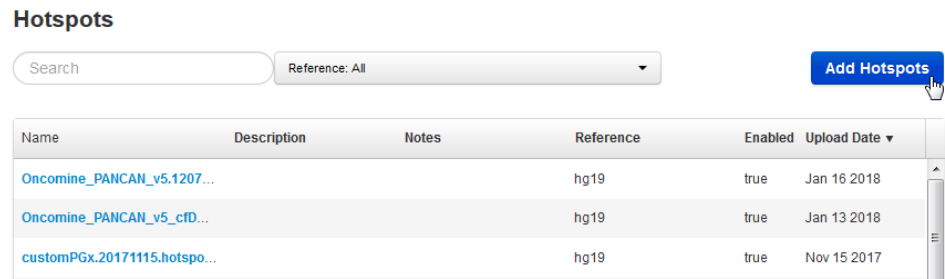 Hotspots
Search
Reference: All
Add Hotspots
Name Description Notes Reference Enabled Upload Date
Oncomine_PANCAN_v5.1207... hg19 true Jan 16 2018
Oncomine_PANCAN_v5_cfD... hg19 true Jan 13 2018
customPGx.20171115.hotspo... hg19 true Nov 15 2017